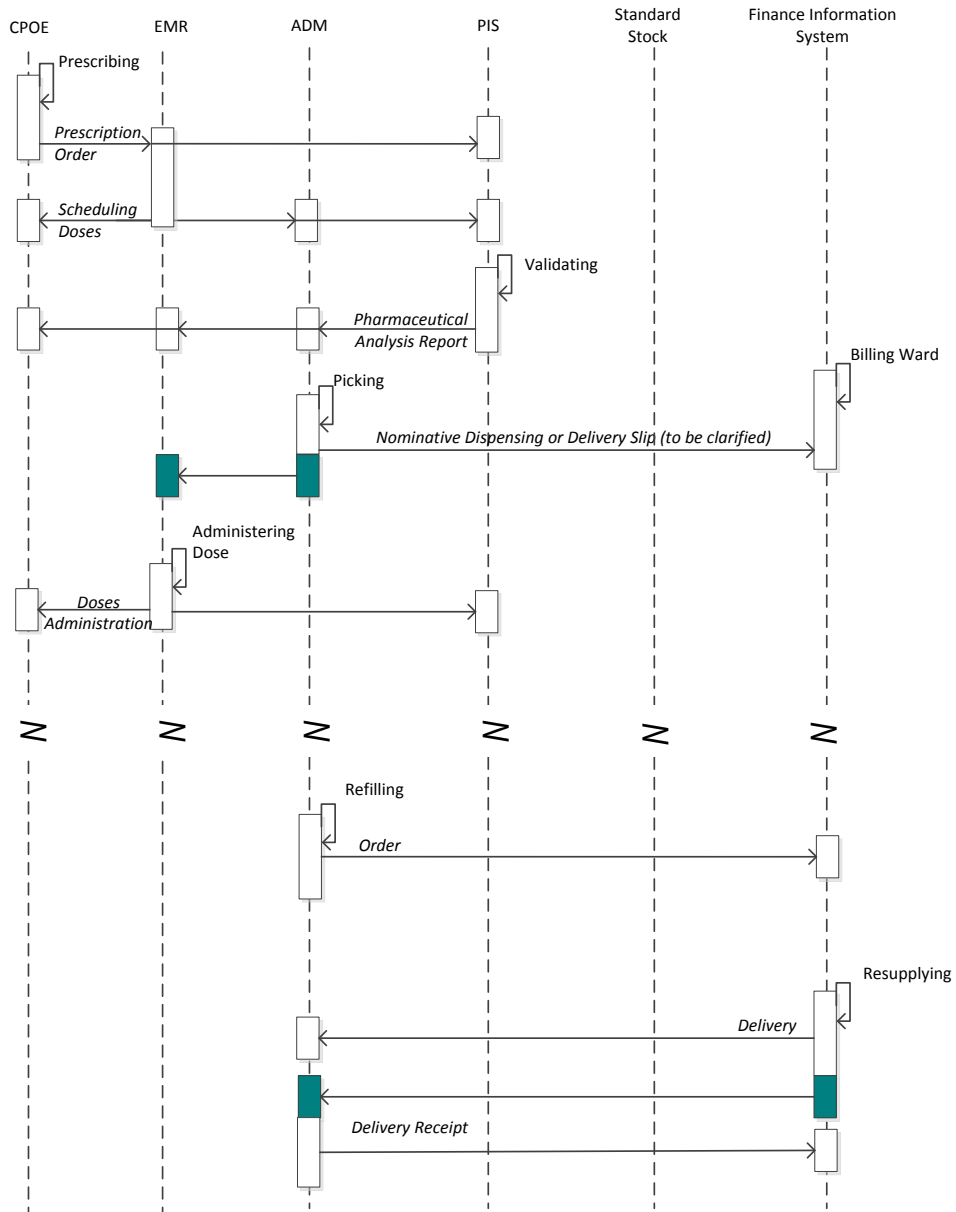 CPOE
EMR
ADM
PIS
Standard
Stock
Finance Information
System
Prescribing
Prescription
Order
Scheduling
Doses
Validating
Pharmaceutical
Analysis Report
Billing Ward
Picking
Nominative Dispensing or Delivery Slip (to be clarified)
Administering
Dose
Doses
Administration
N N N N N N
Refilling
Order
Resupplying
Delivery
Delivery Receipt